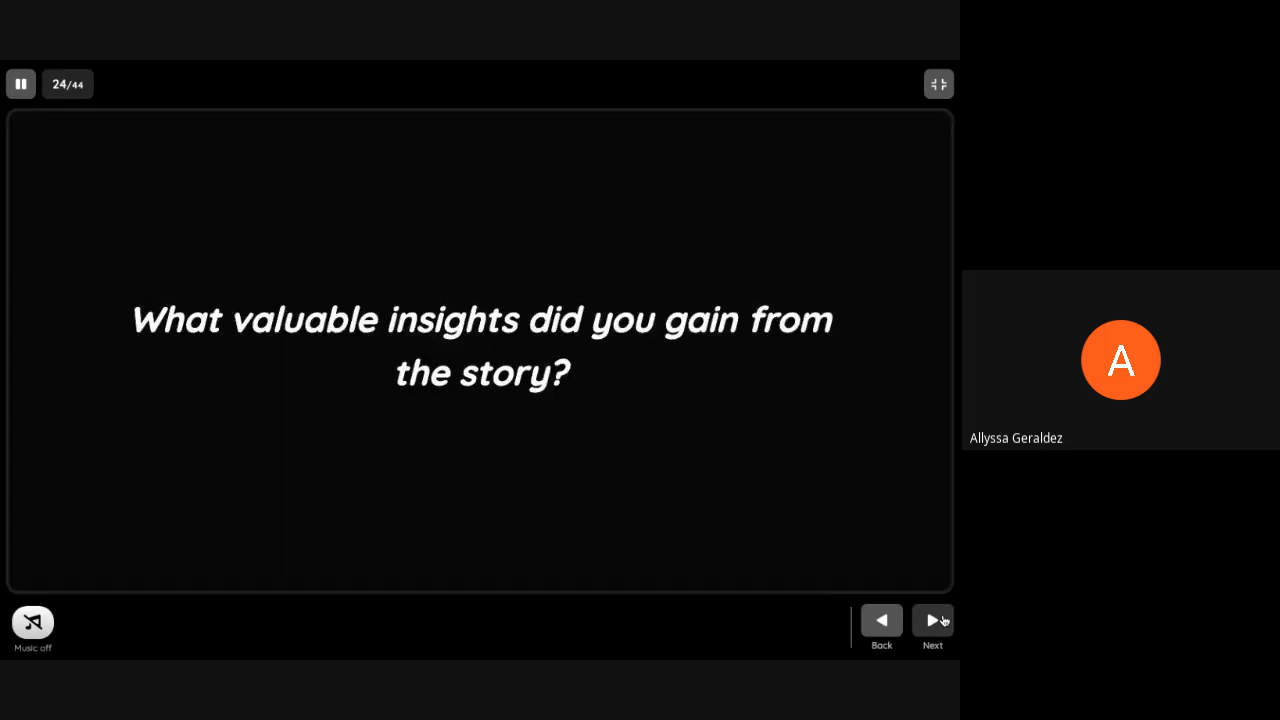 24/44
What valuable insights did you gain from
the story?
A
Allyssa Geraldez
Music off
Back
Next